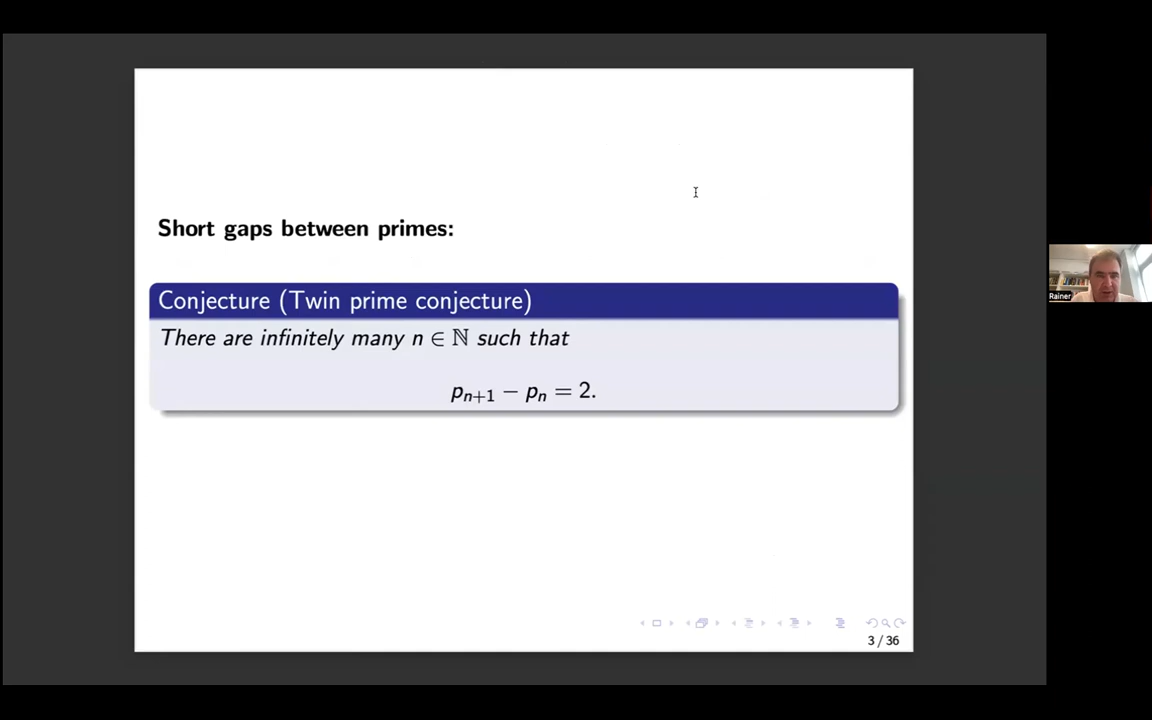 Short gaps between primes:
Conjecture (Twin prime conjecture)
There are infinitely many n ∈ ℕ such that
pₙ₊₁ − pₙ = 2.
3 / 36
Rainer